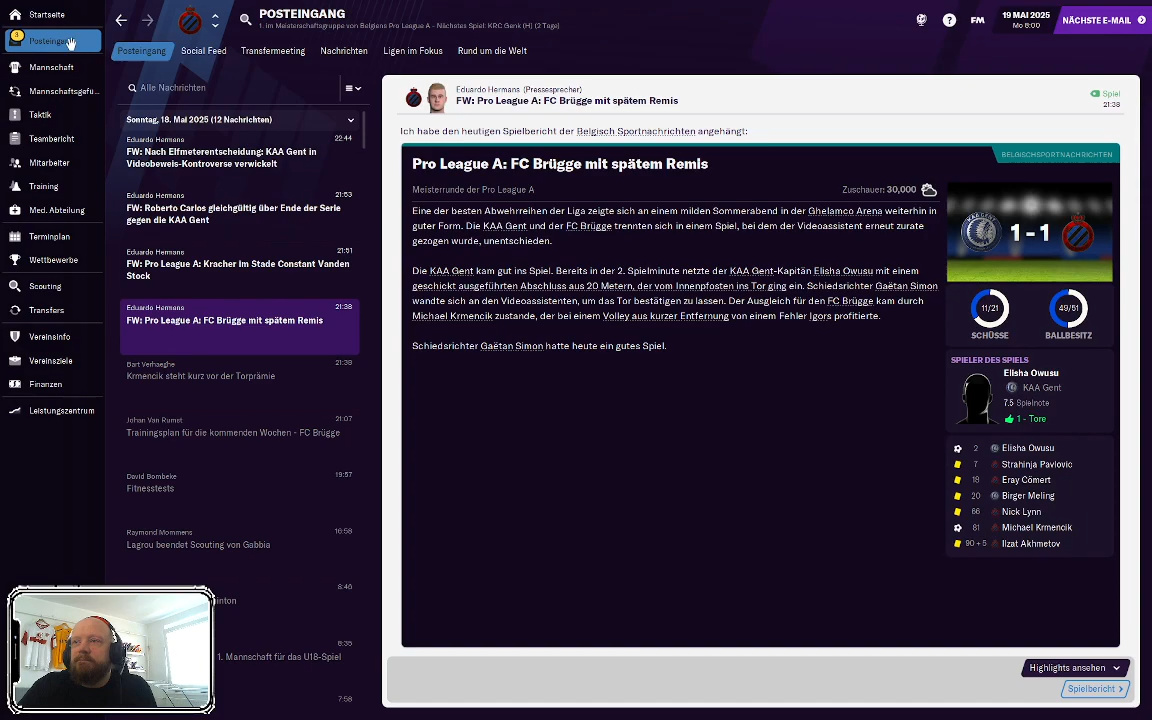 Startseite
3
Posteingang
Mannschaft
Mannschaftsgefü...
Taktik
Teambericht
Mitarbeiter
Training
Med. Abteilung
Terminplan
Wettbewerbe
Scouting
Transfers
Vereinsinfo
Vereinsziele
Finanzen
Leistungszentrum
POSTEINGANG
1. im Meisterschaftsgruppe von Belgiens Pro League A - Nächstes Spiel: KRC Genk (H) (2 Tage)
? FM
19 MAI 2025
Mo 8:00
NÄCHSTE E-MAIL
Posteingang Social Feed Transfermeeting Nachrichten Ligen im Fokus Rund um die Welt
Alle Nachrichten
Sonntag, 18. Mai 2025 (12 Nachrichten)
Eduardo Hermans 22:44
FW: Nach Elfmeterentscheidung: KAA Gent in
Videobeweis-Kontroverse verwickelt
Eduardo Hermans 21:53
FW: Roberto Carlos gleichgültig über Ende der Serie
gegen die KAA Gent
Eduardo Hermans 21:51
FW: Pro League A: Kracher im Stade Constant Vanden
Stock
Eduardo Hermans 21:38
FW: Pro League A: FC Brügge mit spätem Remis
Bart Verhaeghe 21:38
Krmencik steht kurz vor der Torprämie
Johan Van Rumst 21:07
Trainingsplan für die kommenden Wochen - FC Brügge
David Bombeke 19:57
Fitnesstests
Raymond Mommens 16:58
Lagrou beendet Scouting von Gabbia
8:46
8:35
1. Mannschaft für das U18-Spiel
7:58
Eduardo Hermans (Pressesprecher)
FW: Pro League A: FC Brügge mit spätem Remis
Spiel
21:38
Ich habe den heutigen Spielbericht der Belgisch Sportnachrichten angehängt:
Pro League A: FC Brügge mit spätem Remis
BELGISCHSPORTNACHRICHTEN
Meisterrunde der Pro League A
Zuschauer: 30,000
Eine der besten Abwehrreihen der Liga zeigte sich an einem milden Sommerabend in der Ghelamco Arena weiterhin in
guter Form. Die KAA Gent und der FC Brügge trennten sich in einem Spiel, bei dem der Videoassistent erneut zurate
gezogen wurde, unentschieden.
Die KAA Gent kam gut ins Spiel. Bereits in der 2. Spielminute netzte der KAA Gent-Kapitän Elisha Owusu mit einem
geschickt ausgeführten Abschluss aus 20 Metern, der vom Innenpfosten ins Tor ging ein. Schiedsrichter Gaëtan Simon
wandte sich an den Videoassistenten, um das Tor bestätigen zu lassen. Der Ausgleich für den FC Brügge kam durch
Michael Krmencik zustande, der bei einem Volley aus kurzer Entfernung von einem Fehler Igors profitierte.
Schiedsrichter Gaëtan Simon hatte heute ein gutes Spiel.
1 - 1
11/21 49/51
SCHÜSSE BALLBESITZ
SPIELER DES SPIELS
Elisha Owusu
KAA Gent
7.5 Spielnote
1 - Tore
2 Elisha Owusu
7 Strahinja Pavlovic
18 Eray Cömert
20 Birger Meling
66 Nick Lynn
81 Michael Krmencik
90 + 5 Ilzat Akhmetov
Highlights ansehen
Spielbericht